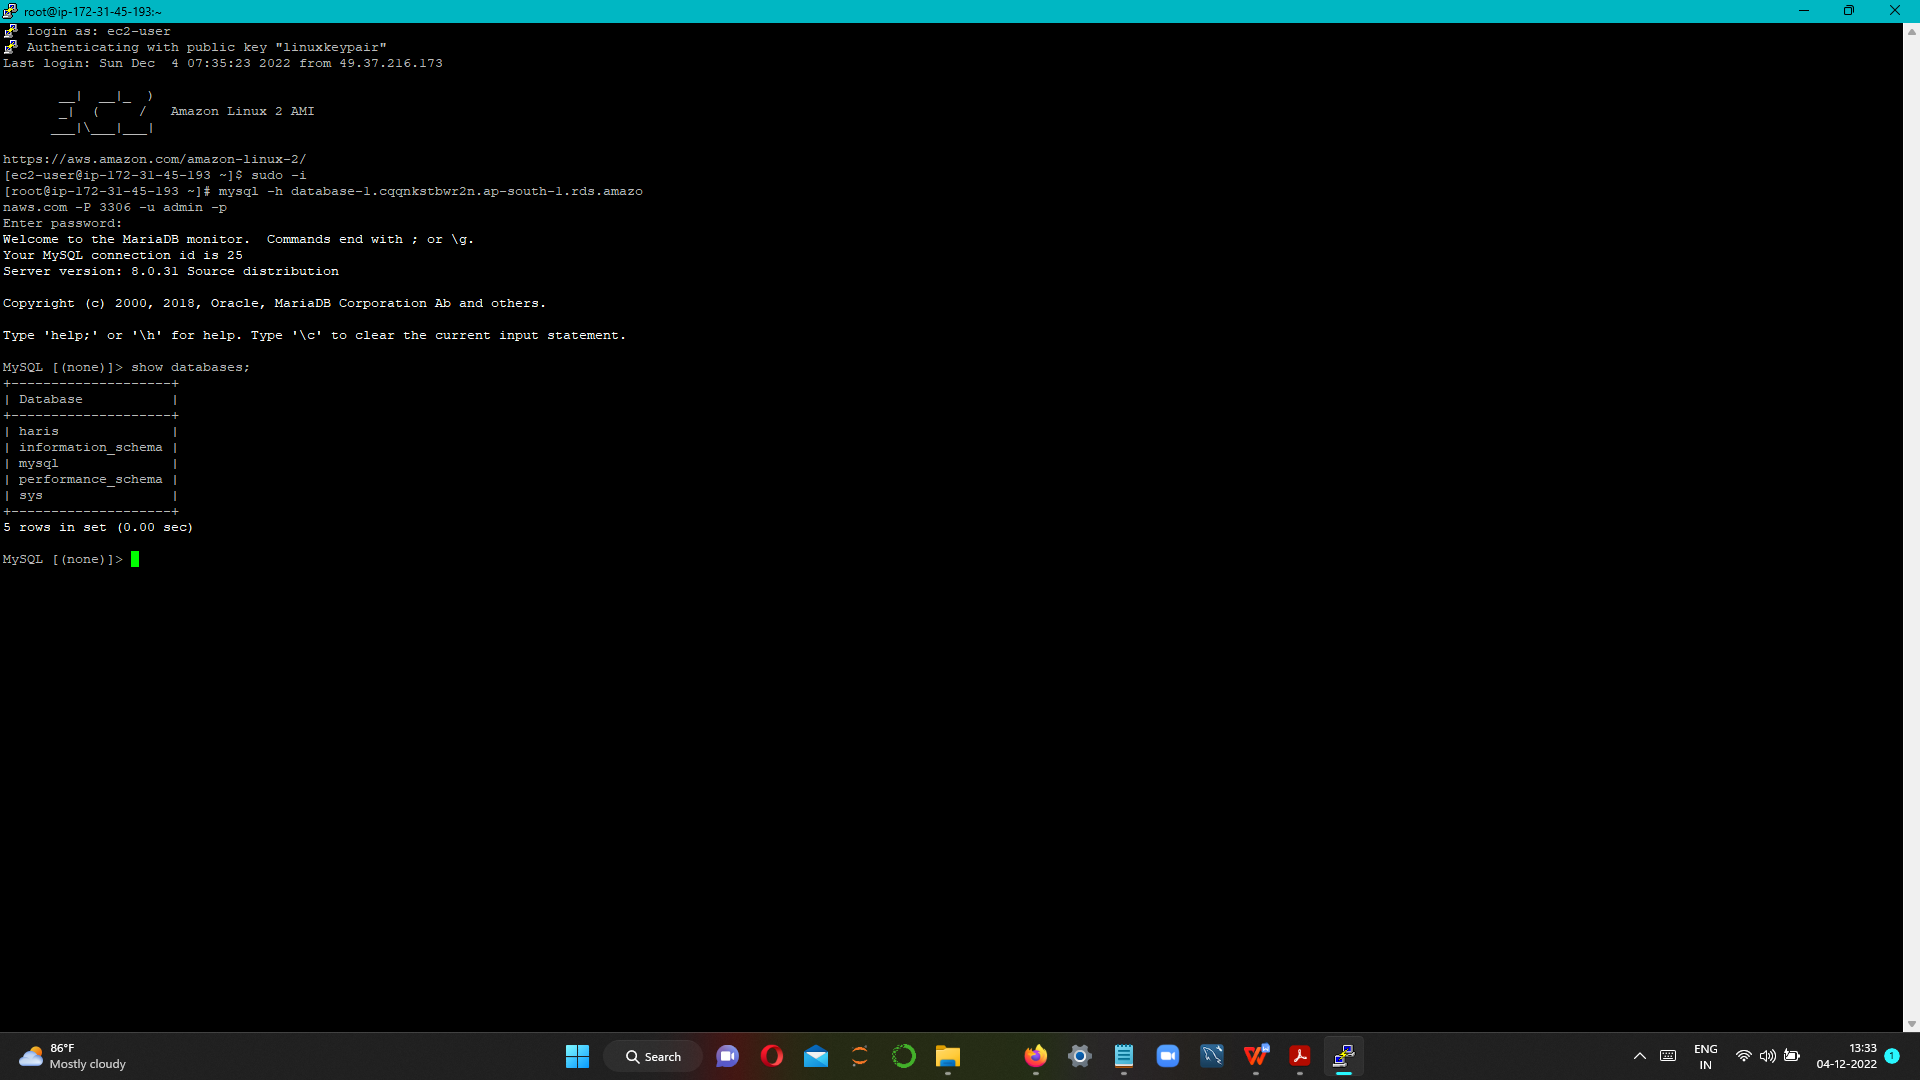 root@ip-172-31-45-193:~
login as: ec2-user
Authenticating with public key "linuxkeypair"
Last login: Sun Dec  4 07:35:23 2022 from 49.37.216.173
       __|  __|_  )
       _|  (     /   Amazon Linux 2 AMI
      ___|\___|___|
https://aws.amazon.com/amazon-linux-2/
[ec2-user@ip-172-31-45-193 ~]$ sudo -i
[root@ip-172-31-45-193 ~]# mysql -h database-1.cqqnkstbwr2n.ap-south-1.rds.amazo
naws.com -P 3306 -u admin -p
Enter password:
Welcome to the MariaDB monitor.  Commands end with ; or \g.
Your MySQL connection id is 25
Server version: 8.0.31 Source distribution
Copyright (c) 2000, 2018, Oracle, MariaDB Corporation Ab and others.
Type 'help;' or '\h' for help. Type '\c' to clear the current input statement.
MySQL [(none)]> show databases;
+--------------------+
| Database           |
+--------------------+
| haris              |
| information_schema |
| mysql              |
| performance_schema |
| sys                |
+--------------------+
5 rows in set (0.00 sec)
MySQL [(none)]>
86°F
Mostly cloudy
Search
ENG
IN
13:33
04-12-2022
1